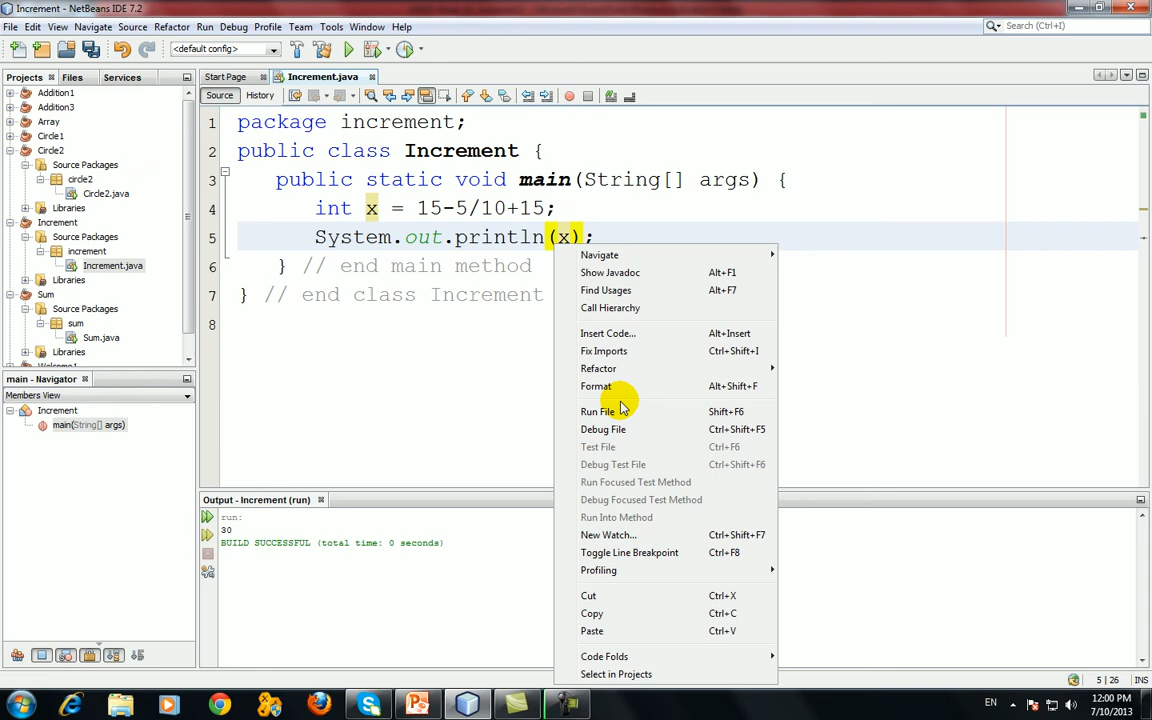 Increment - NetBeans IDE 7.2
File Edit View Navigate Source Refactor Run Debug Profile Team Tools Window Help
Search (Ctrl+I)
<default config>
Projects Files Services
Addition1
Addition3
Array
Circle1
Circle2
Source Packages
circle2
Circle2.java
Libraries
Increment
Source Packages
increment
Increment.java
Libraries
Sum
Source Packages
sum
Sum.java
Libraries
main - Navigator
Members View
Increment
main(String[] args)
Start Page Increment.java
Source History
1 package increment;
2 public class Increment {
3 public static void main(String[] args) {
4 int x = 15-5/10+15;
5 System.out.println(x);
6 } // end main method
7 } // end class Increment
8
Navigate
Show Javadoc Alt+F1
Find Usages Alt+F7
Call Hierarchy
Insert Code... Alt+Insert
Fix Imports Ctrl+Shift+I
Refactor
Format Alt+Shift+F
Run File Shift+F6
Debug File Ctrl+Shift+F5
Test File Ctrl+F6
Debug Test File Ctrl+Shift+F6
Run Focused Test Method
Debug Focused Test Method
Run Into Method
New Watch... Ctrl+Shift+F7
Toggle Line Breakpoint Ctrl+F8
Profiling
Cut Ctrl+X
Copy Ctrl+C
Paste Ctrl+V
Code Folds
Select in Projects
Output - Increment (run)
run:
30
BUILD SUCCESSFUL (total time: 0 seconds)
5 | 26 INS
EN
12:00 PM
7/10/2013